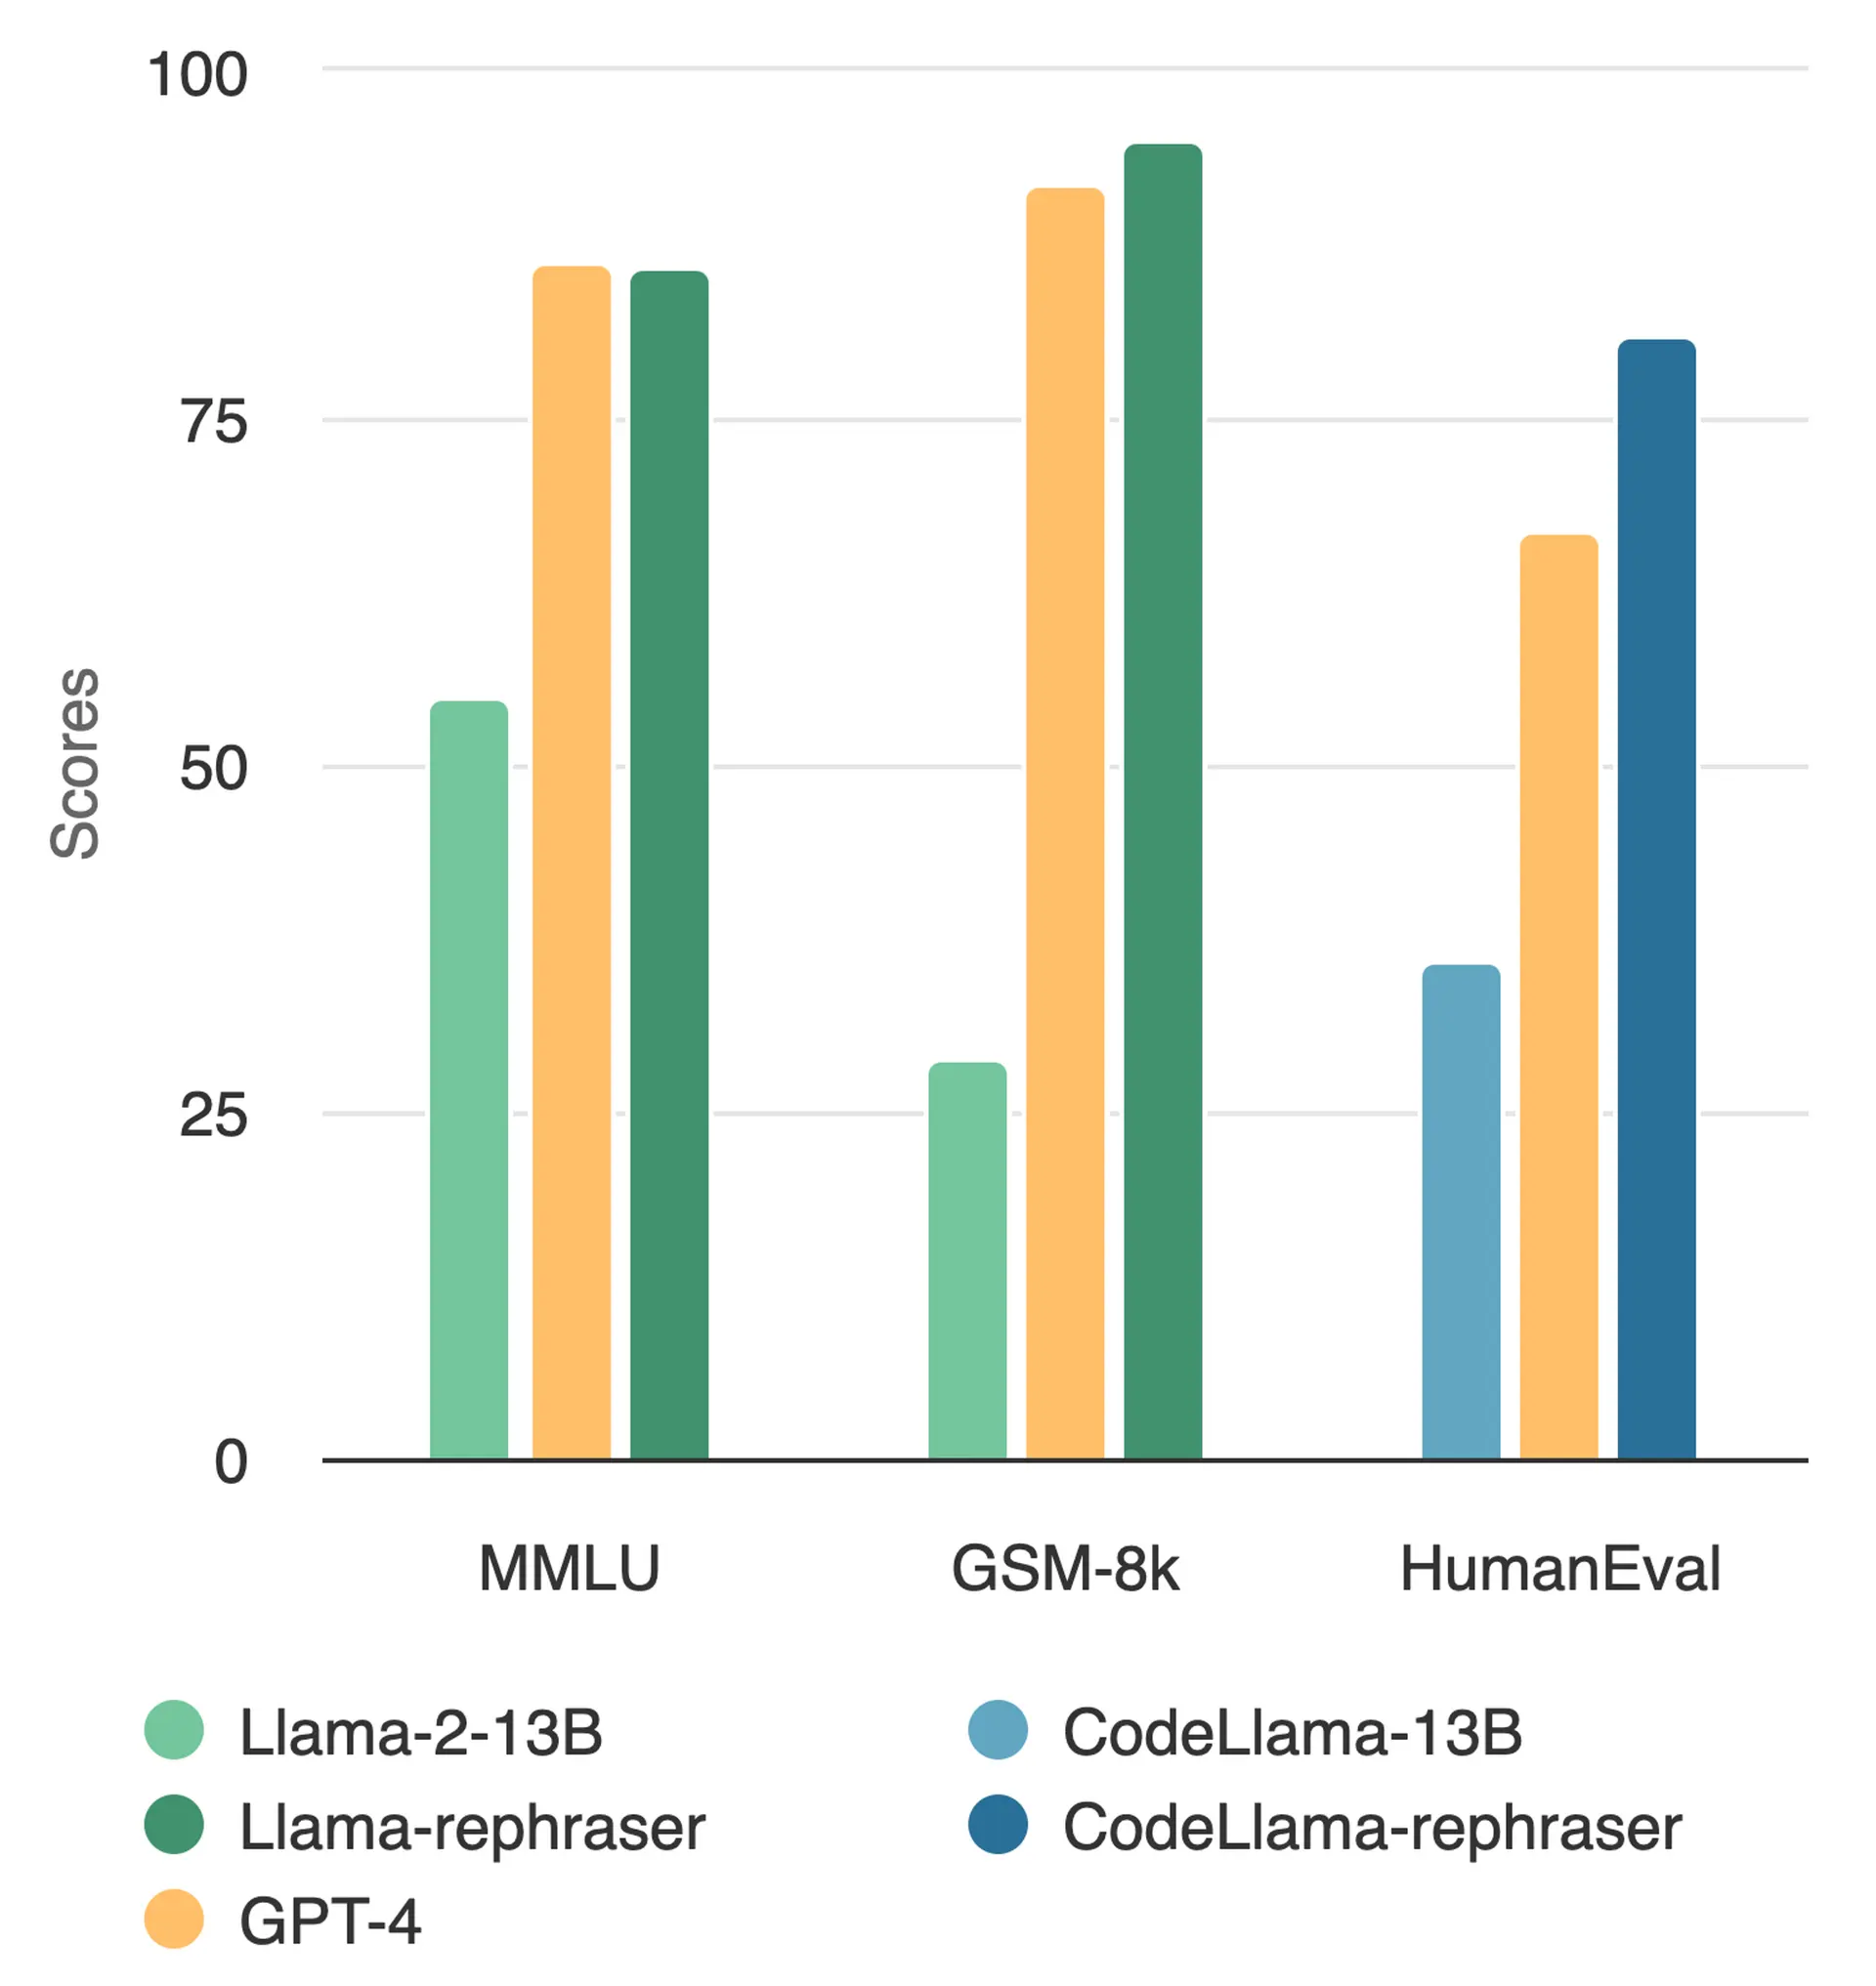 100
75
50
25
0
Scores
MMLU
GSM-8k
HumanEval
Llama-2-13B
Llama-rephraser
GPT-4
CodeLlama-13B
CodeLlama-rephraser